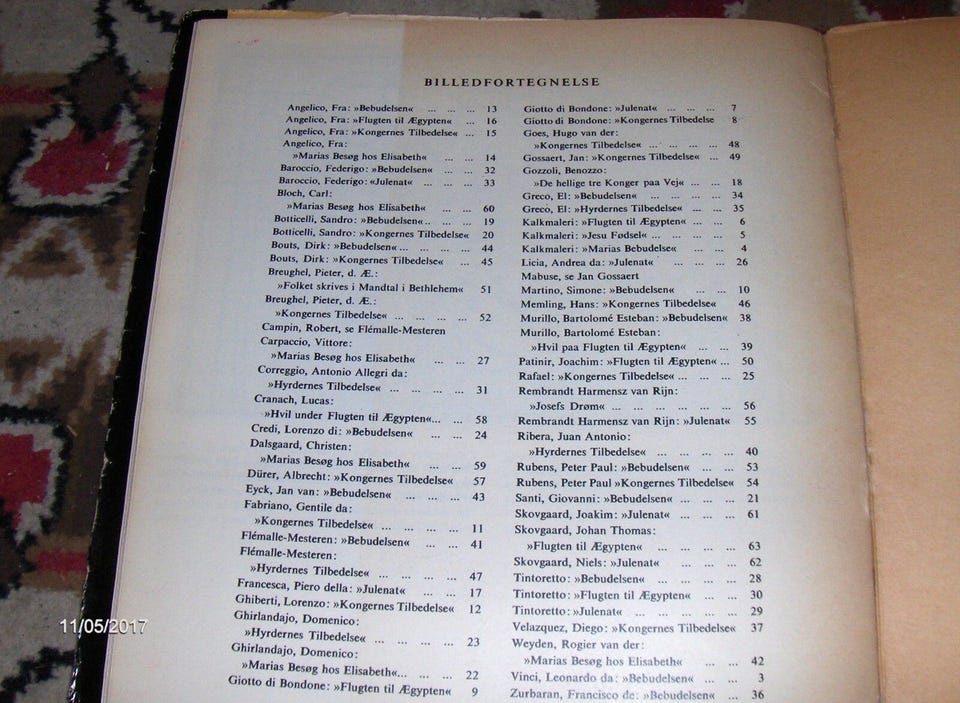 BILLEDFORTEGNELSE
Angelico, Fra: »Bebudelsen« ... ... ... 13
Angelico, Fra: »Flugten til Ægypten« ... 16
Angelico, Fra: »Kongernes Tilbedelse« ... 15
Angelico, Fra:
»Marias Besøg hos Elisabeth« ... ... 14
Baroccio, Federigo: »Bebudelsen« ... ... 32
Baroccio, Federigo: «Julenat« ... ... ... 33
Bloch, Carl:
»Marias Besøg hos Elisabeth« ... ... 60
Botticelli, Sandro: »Bebudelsen« .. ... 19
Botticelli, Sandro: »Kongernes Tilbedelse« 20
Bouts, Dirk: »Bebudelsen« ... ... ... 44
Bouts, Dirk: »Kongernes Tilbedelse« ... 45
Breughel, Pieter, d. Æ.:
»Folket skrives i Mandtal i Bethlehem« 51
Breughel, Pieter, d. Æ.:
»Kongernes Tilbedelse« ... ... ... ... 52
Campin, Robert, se Flémalle-Mesteren
Carpaccio, Vittore:
»Marias Besøg hos Elisabeth« ... ... 27
Correggio, Antonio Allegri da:
»Hyrdernes Tilbedelse« ... ... ... ... 31
Cranach, Lucas:
»Hvil under Flugten til Ægypten« ... ... 58
Credi, Lorenzo di: »Bebudelsen« ... ... 24
Dalsgaard, Christen:
»Marias Besøg hos Elisabeth« ... ... 59
Dürer, Albrecht: »Kongernes Tilbedelse« 57
Eyck, Jan van: »Bebudelsen« ... ... ... 43
Fabriano, Gentile da:
»Kongernes Tilbedelse« ... ... ... ... 11
Flémalle-Mesteren: »Bebudelsen« ... ... 41
Flémalle-Mesteren:
»Hyrdernes Tilbedelse« ... ... ... ... 47
Francesca, Piero della: »Julenat« ... ... 17
Ghiberti, Lorenzo: »Kongernes Tilbedelse« 12
Ghirlandajo, Domenico:
»Hyrdernes Tilbedelse« ... ... ... ... 23
Ghirlandajo, Domenico:
»Marias Besøg hos Elisabeth« ... ... ... 22
Giotto di Bondone: »Flugten til Ægypten« 9
Giotto di Bondone: »Julenat« ... ... ... 7
Giotto di Bondone: »Kongernes Tilbedelse 8
Goes, Hugo van der:
»Kongernes Tilbedelse« ... ... ... ... 48
Gossaert, Jan: »Kongernes Tilbedelse« ... 49
Gozzoli, Benozzo:
»De hellige tre Konger paa Vej« ... ... 18
Greco, El: »Bebudelsen« ... ... ... ... 34
Greco, El: »Hyrdernes Tilbedelse« ... ... 35
Kalkmaleri: »Flugten til Ægypten« ... ... 6
Kalkmaleri: »Jesu Fødsel« ... ... ... ... 5
Kalkmaleri: »Marias Bebudelse« ... ... 4
Licia, Andrea da: »Julenat« ... ... ... 26
Mabuse, se Jan Gossaert
Martino, Simone: »Bebudelsen« ... ... 10
Memling, Hans: »Kongernes Tilbedelse« 46
Murillo, Bartolomé Esteban: »Bebudelsen« 38
Murillo, Bartolomé Esteban:
»Hvil paa Flugten til Ægypten« ... ... 39
Patinir, Joachim: »Flugten til Ægypten« ... 50
Rafael: »Kongernes Tilbedelse« ... ... ... 25
Rembrandt Harmensz van Rijn:
»Josefs Drøm« ... ... ... ... ... ... 56
Rembrandt Harmensz van Rijn: »Julenat« 55
Ribera, Juan Antonio:
»Hyrdernes Tilbedelse« ... ... ... ... 40
Rubens, Peter Paul: »Bebudelsen« ... ... 53
Rubens, Peter Paul »Kongernes Tilbedelse« 54
Santi, Giovanni: »Bebudelsen« ... ... ... 21
Skovgaard, Joakim: »Julenat« ... ... ... 61
Skovgaard, Johan Thomas:
»Flugten til Ægypten« ... ... ... ... 63
Skovgaard, Niels: »Julenat« ... ... ... 62
Tintoretto: »Bebudelsen« ... ... ... ... 28
Tintoretto: »Flugten til Ægypten« ... ... 30
Tintoretto: »Julenat« ... ... ... ... 29
Velazquez, Diego: »Kongernes Tilbedelse« 37
Weyden, Rogier van der:
»Marias Besøg hos Elisabeth« ... ... 42
Vinci, Leonardo da: »Bebudelsen« ... ... 3
Zurbaran, Francisco de: »Bebudelsen« ... 36
11/05/2017